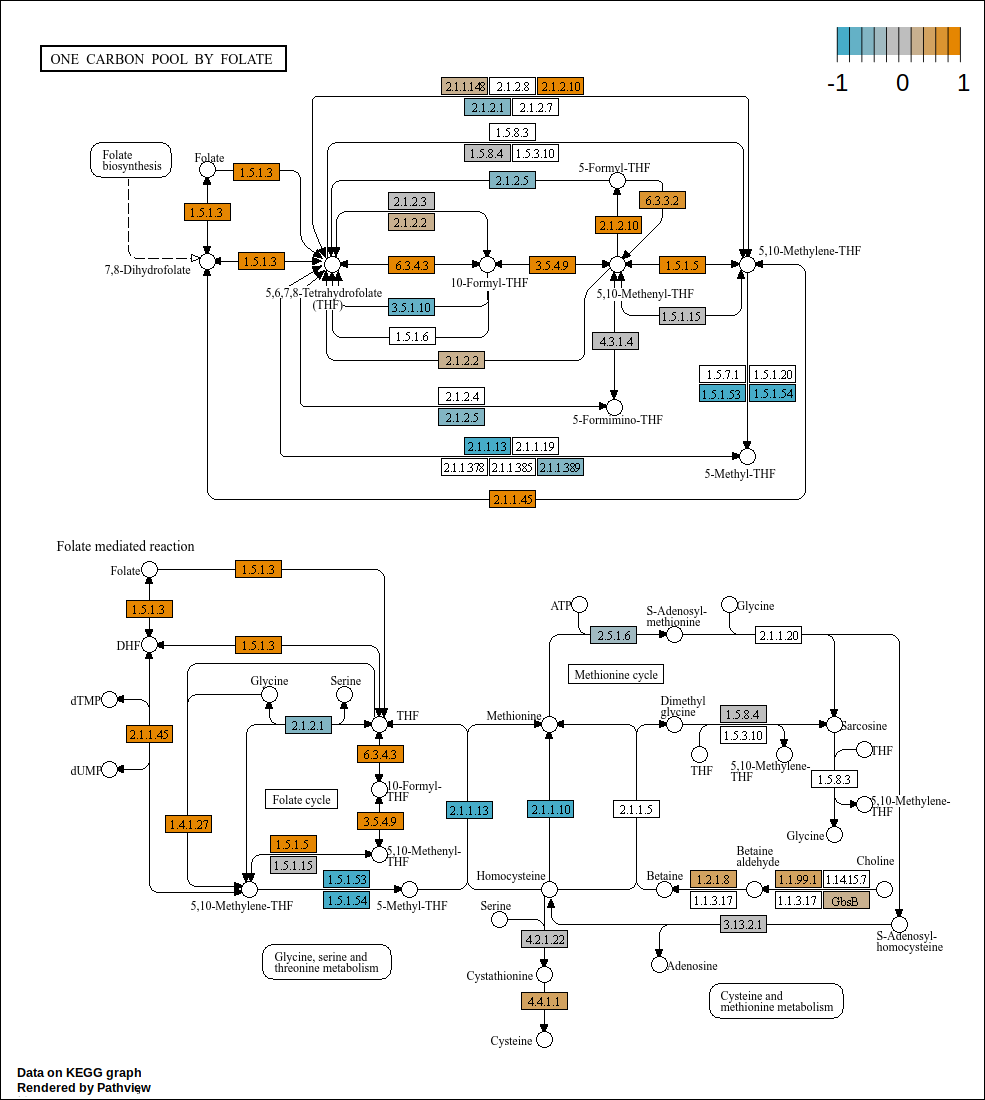 ONE CARBON POOL BY FOLATE
-1 0 1
2.1.1.148 2.1.2.8 2.1.2.10
2.1.2.1 2.1.2.7
1.5.8.3
1.5.8.4 1.5.3.10
Folate
biosynthesis
Folate
1.5.1.3
5-Formyl-THF
2.1.2.5
2.1.2.3
6.3.3.2
1.5.1.3
2.1.2.2
2.1.2.10
5,10-Methylene-THF
7,8-Dihydrofolate
1.5.1.3
6.3.4.3
3.5.4.9
1.5.1.5
10-Formyl-THF
5,6,7,8-Tetrahydrofolate
(THF)
5,10-Methenyl-THF
3.5.1.10
1.5.1.15
1.5.1.6
4.3.1.4
2.1.2.2
1.5.7.1 1.5.1.20
1.5.1.53 1.5.1.54
2.1.2.4
2.1.2.5
5-Formimino-THF
2.1.1.13 2.1.1.19
2.1.1.378 2.1.1.385 2.1.1.389
5-Methyl-THF
2.1.1.45
Folate mediated reaction
Folate
1.5.1.3
1.5.1.3
DHF
1.5.1.3
ATP
S-Adenosyl-
methionine
Glycine
2.5.1.6
2.1.1.20
Methionine cycle
Glycine
Serine
dTMP
2.1.2.1
THF
Methionine
Dimethyl
glycine
1.5.8.4
1.5.3.10
Sarcosine
2.1.1.45
6.3.4.3
THF
5,10-Methylene-
THF
THF
dUMP
10-Formyl-
THF
1.5.8.3
5,10-Methylene-
THF
Folate cycle
2.1.1.13
2.1.1.10
2.1.1.5
1.4.1.27
3.5.4.9
Glycine
1.5.1.5
1.5.1.15
5,10-Methenyl-
THF
Betaine
aldehyde
Choline
1.5.1.53
1.5.1.54
Homocysteine
Betaine
1.2.1.8
1.1.3.17
1.1.99.1 1.14.15.7
1.1.3.17 GbsB
5,10-Methylene-THF
5-Methyl-THF
Serine
3.13.2.1
4.2.1.22
S-Adenosyl-
homocysteine
Glycine, serine and
threonine metabolism
Adenosine
Cystathionine
4.4.1.1
Cysteine and
methionine metabolism
Cysteine
Data on KEGG graph
Rendered by Pathview